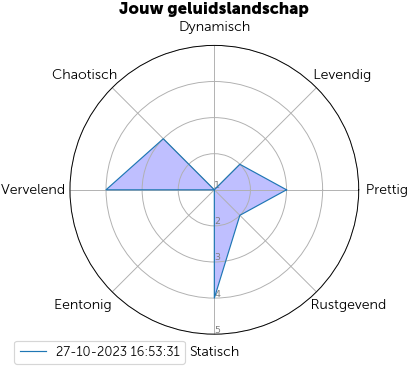 Jouw geluidslandschap
Dynamisch
Chaotisch
Levendig
Vervelend
1
Prettig
2
3
4
Eentonig
Rustgevend
5
27-10-2023 16:53:31
Statisch